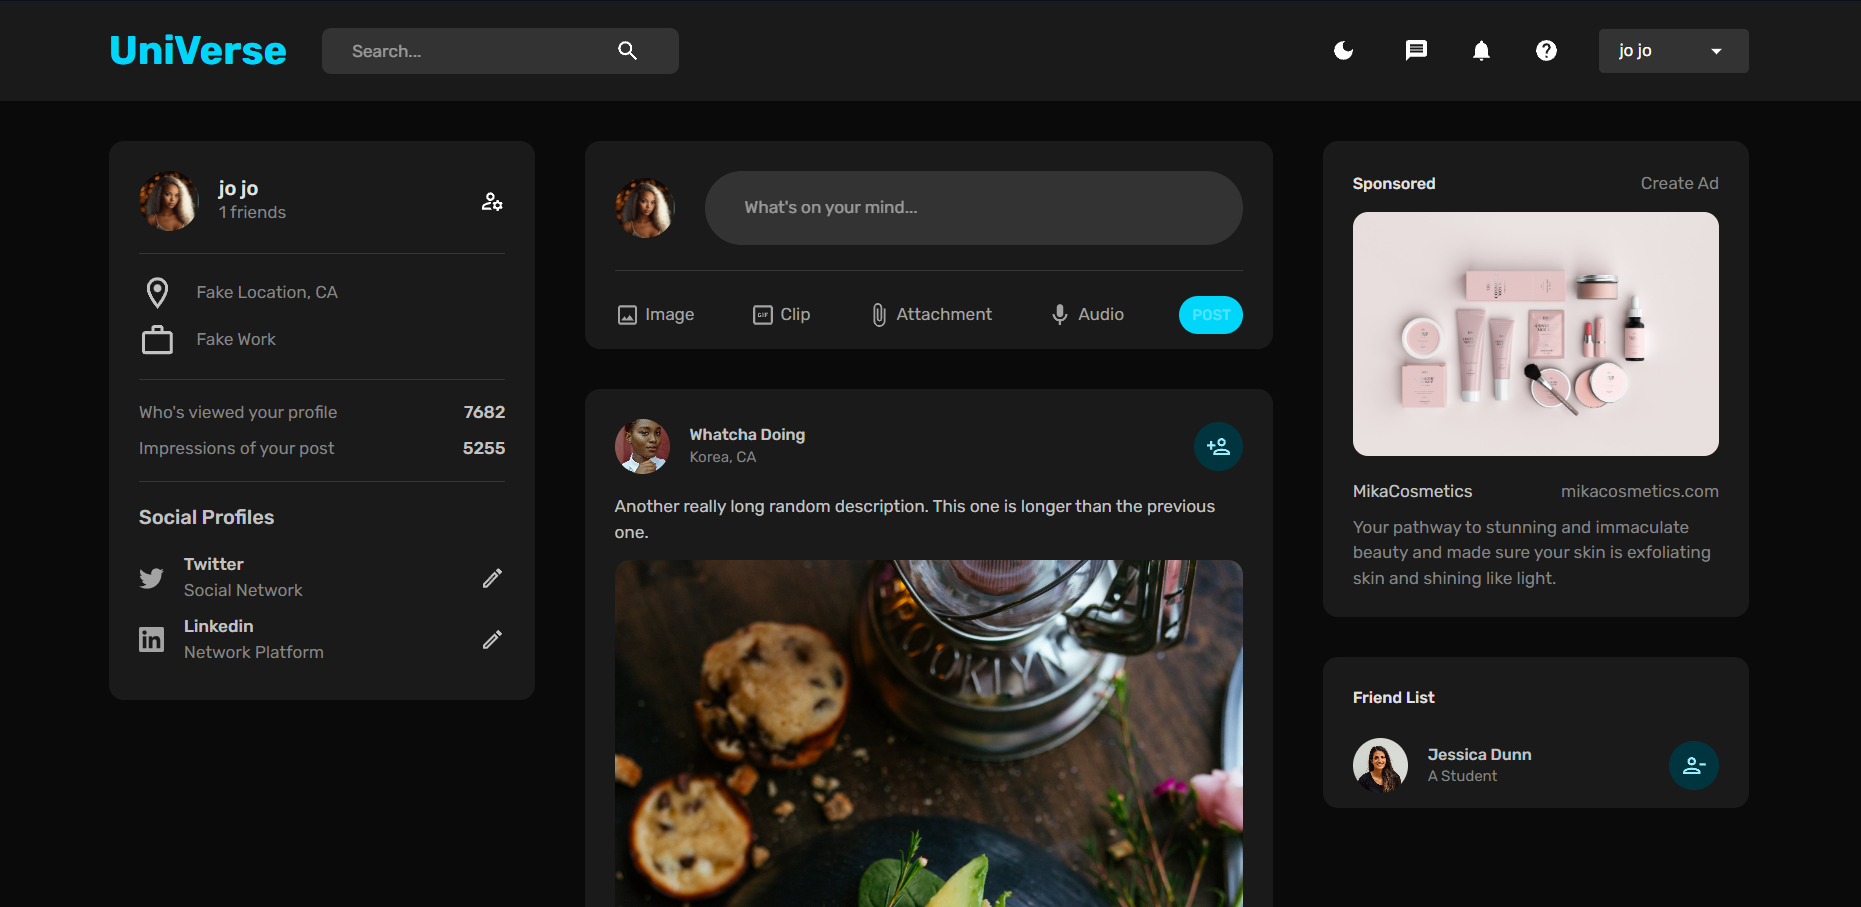 UniVerse
Search...
jo jo
jo jo
1 friends
Fake Location, CA
Fake Work
Who's viewed your profile
7682
Impressions of your post
5255
Social Profiles
Twitter
Social Network
Linkedin
Network Platform
What's on your mind...
Image
GIF
Clip
Attachment
Audio
POST
Whatcha Doing
Korea, CA
Another really long random description. This one is longer than the previous
one.
Sponsored
Create Ad
MikaCosmetics
mikacosmetics.com
Your pathway to stunning and immaculate
beauty and made sure your skin is exfoliating
skin and shining like light.
Friend List
Jessica Dunn
A Student